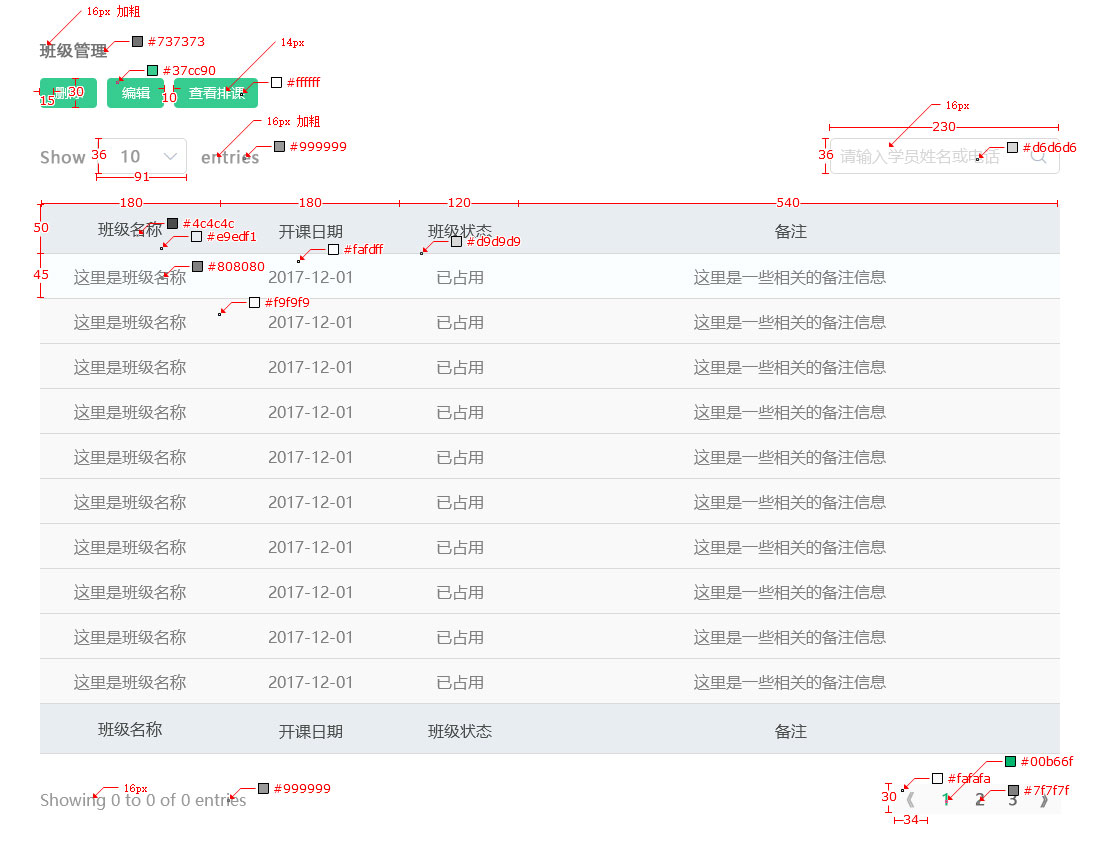 16px 加粗
#737373
班级管理
#37cc90
14px
#ffffff
删除 编辑 查看排课
15 30 10
16px 加粗
16px
230
#999999
#d6d6d6
Show 36 10 entries
36 请输入学员姓名或电话
91
180 180 120 540
50 班级名称 #4c4c4c 开课日期 班级状态 备注
#e9edf1 #d9d9d9
#fafdff
#808080
45 这里是班级名称 2017-12-01 已占用 这里是一些相关的备注信息
#f9f9f9
这里是班级名称 2017-12-01 已占用 这里是一些相关的备注信息
这里是班级名称 2017-12-01 已占用 这里是一些相关的备注信息
这里是班级名称 2017-12-01 已占用 这里是一些相关的备注信息
这里是班级名称 2017-12-01 已占用 这里是一些相关的备注信息
这里是班级名称 2017-12-01 已占用 这里是一些相关的备注信息
这里是班级名称 2017-12-01 已占用 这里是一些相关的备注信息
这里是班级名称 2017-12-01 已占用 这里是一些相关的备注信息
这里是班级名称 2017-12-01 已占用 这里是一些相关的备注信息
这里是班级名称 2017-12-01 已占用 这里是一些相关的备注信息
班级名称 开课日期 班级状态 备注
#00b66f
#fafafa
16px #999999 #7f7f7f
Showing 0 to 0 of 0 entries 30 《 1 2 3 》
34